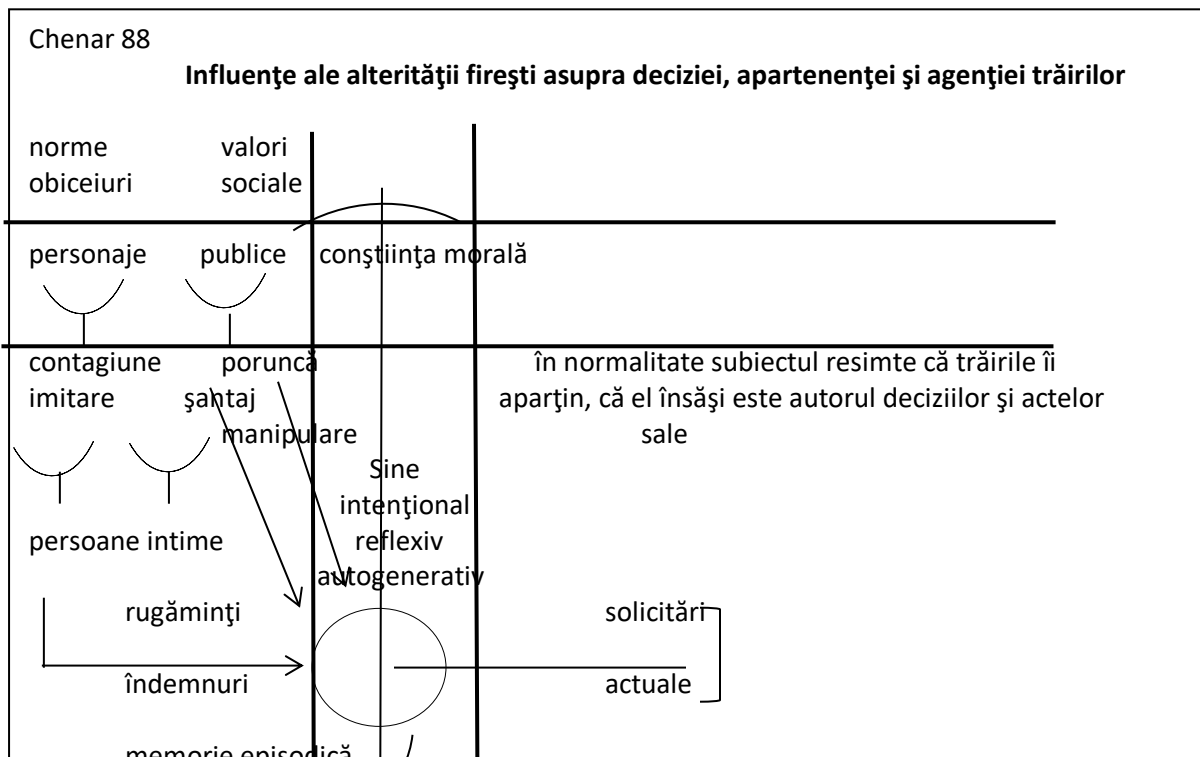 Chenar 88
Influenţe ale alterităţii fireşti asupra deciziei, apartenenţei şi agenţiei trăirilor
norme valori
obiceiuri sociale
personaje publice conştiinţa morală
contagiune poruncă în normalitate subiectul resimte că trăirile îi
imitare şantaj aparţin, că el însăşi este autorul deciziilor şi actelor
manipulare sale
Sine
intenţional
persoane intime reflexiv
autogenerativ
rugăminţi solicitări
îndemnuri actuale
memorie episodică